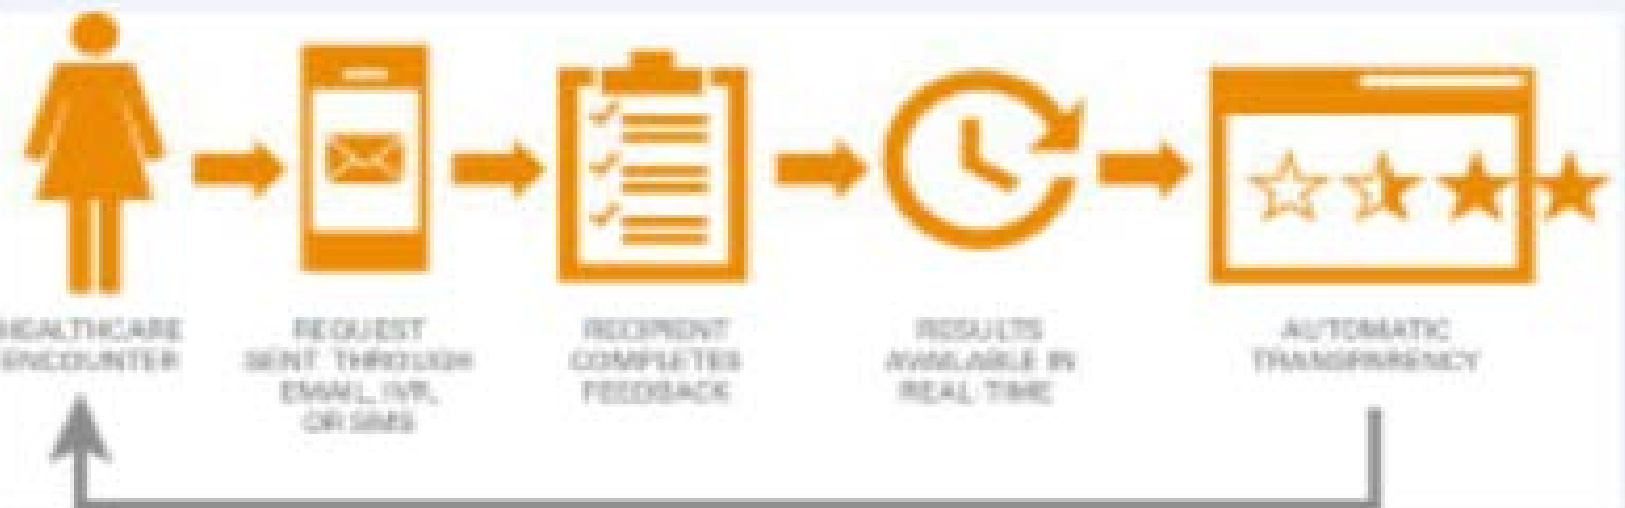 HEALTHCARE
ENCOUNTER
REQUEST
SENT THROUGH
EMAIL, IVR,
OR SMS
RECIPIENT
COMPLETES
FEEDBACK
RESULTS
AVAILABLE IN
REAL TIME
AUTOMATIC
TRANSPARENCY